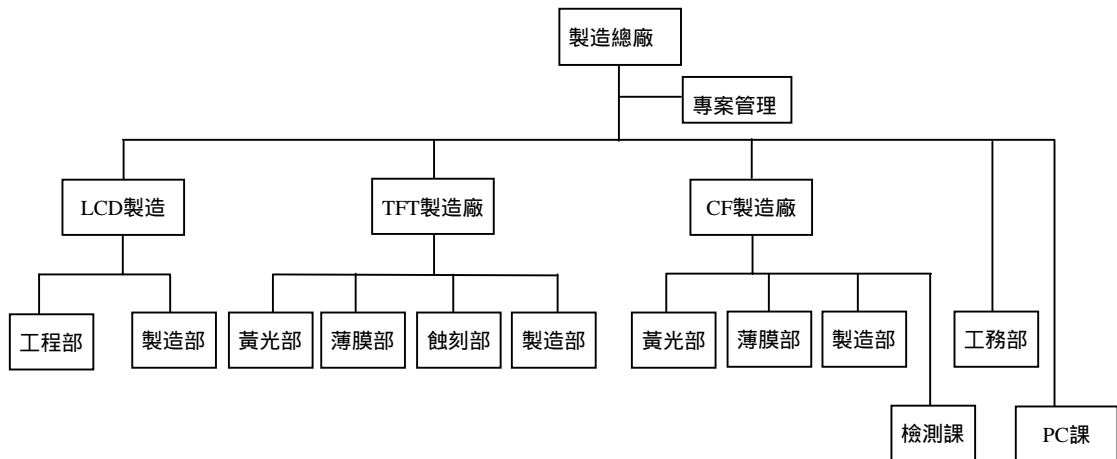 製造總廠
專案管理
LCD製造
TFT製造廠
CF製造廠
工程部
製造部
黃光部
薄膜部
蝕刻部
製造部
黃光部
薄膜部
製造部
工務部
檢測課
PC課